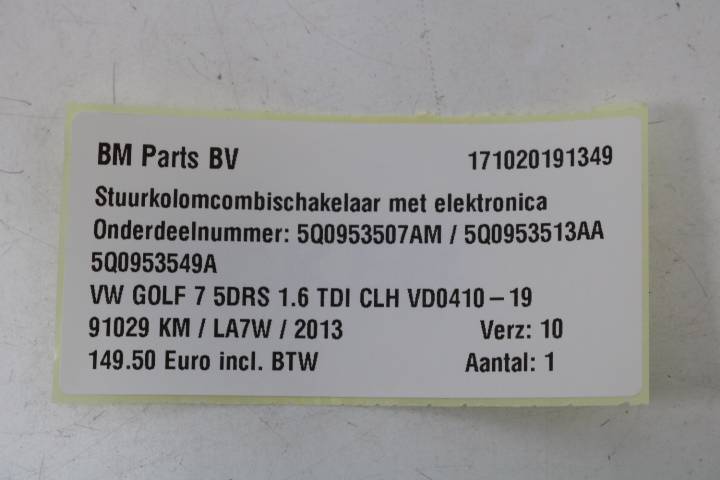 BM Parts BV 171020191349
Stuurkolomcombischakelaar met elektronica
Onderdeelnummer: 5Q0953507AM / 5Q0953513AA
5Q0953549A
VW GOLF 7 5DRS 1.6 TDI CLH VD0410-19
91029 KM / LA7W / 2013 Verz: 10
149.50 Euro incl. BTW Aantal: 1